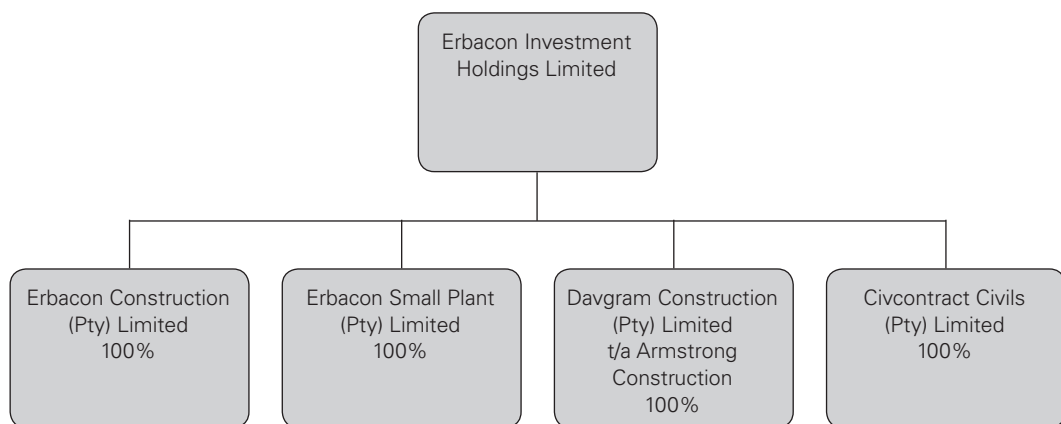 Erbacon Investment
Holdings Limited
Erbacon Construction
(Pty) Limited
100%
Erbacon Small Plant
(Pty) Limited
100%
Davgram Construction
(Pty) Limited
t/a Armstrong
Construction
100%
Civcontract Civils
(Pty) Limited
100%